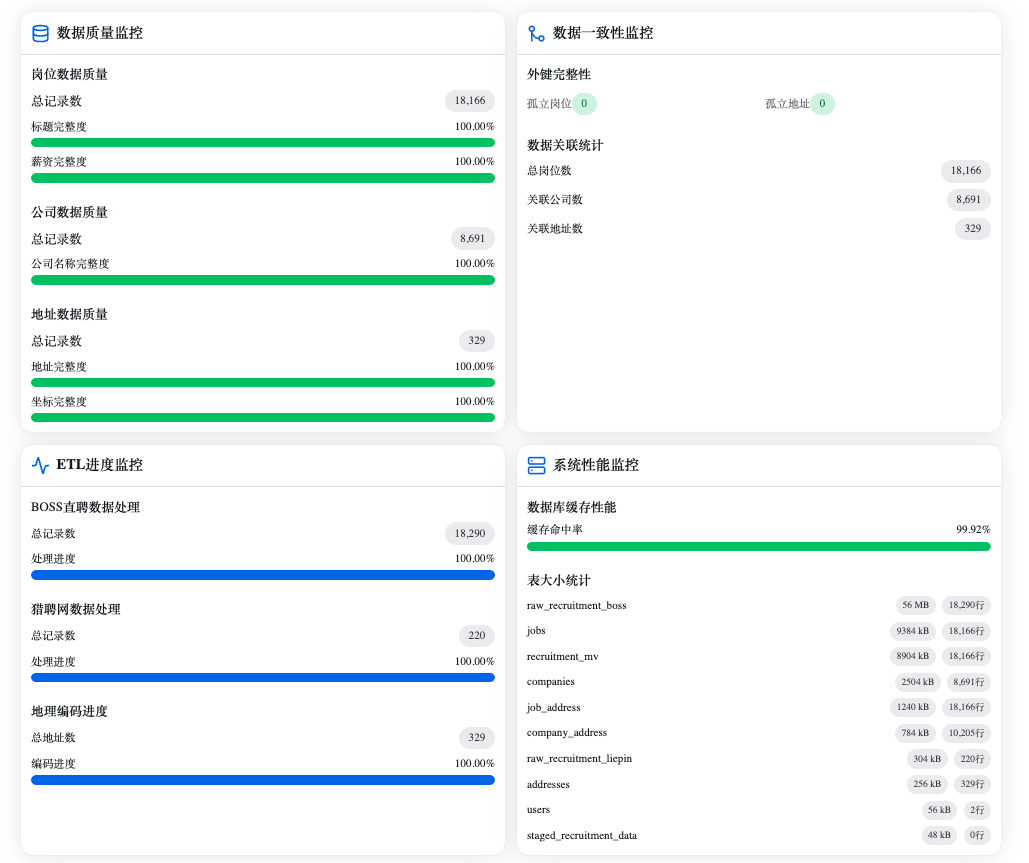 数据质量监控
岗位数据质量
总记录数 18,166
标题完整度 100.00%
薪资完整度 100.00%
公司数据质量
总记录数 8,691
公司名称完整度 100.00%
地址数据质量
总记录数 329
地址完整度 100.00%
坐标完整度 100.00%
数据一致性监控
外键完整性
孤立岗位 0 孤立地址 0
数据关联统计
总岗位数 18,166
关联公司数 8,691
关联地址数 329
ETL进度监控
BOSS直聘数据处理
总记录数 18,290
处理进度 100.00%
猎聘网数据处理
总记录数 220
处理进度 100.00%
地理编码进度
总地址数 329
编码进度 100.00%
系统性能监控
数据库缓存性能
缓存命中率 99.92%
表大小统计
raw_recruitment_boss 56 MB 18,290行
jobs 9384 kB 18,166行
recruitment_mv 8904 kB 18,166行
companies 2504 kB 8,691行
job_address 1240 kB 18,166行
company_address 784 kB 10,205行
raw_recruitment_liepin 304 kB 220行
addresses 256 kB 329行
users 56 kB 2行
staged_recruitment_data 48 kB 0行